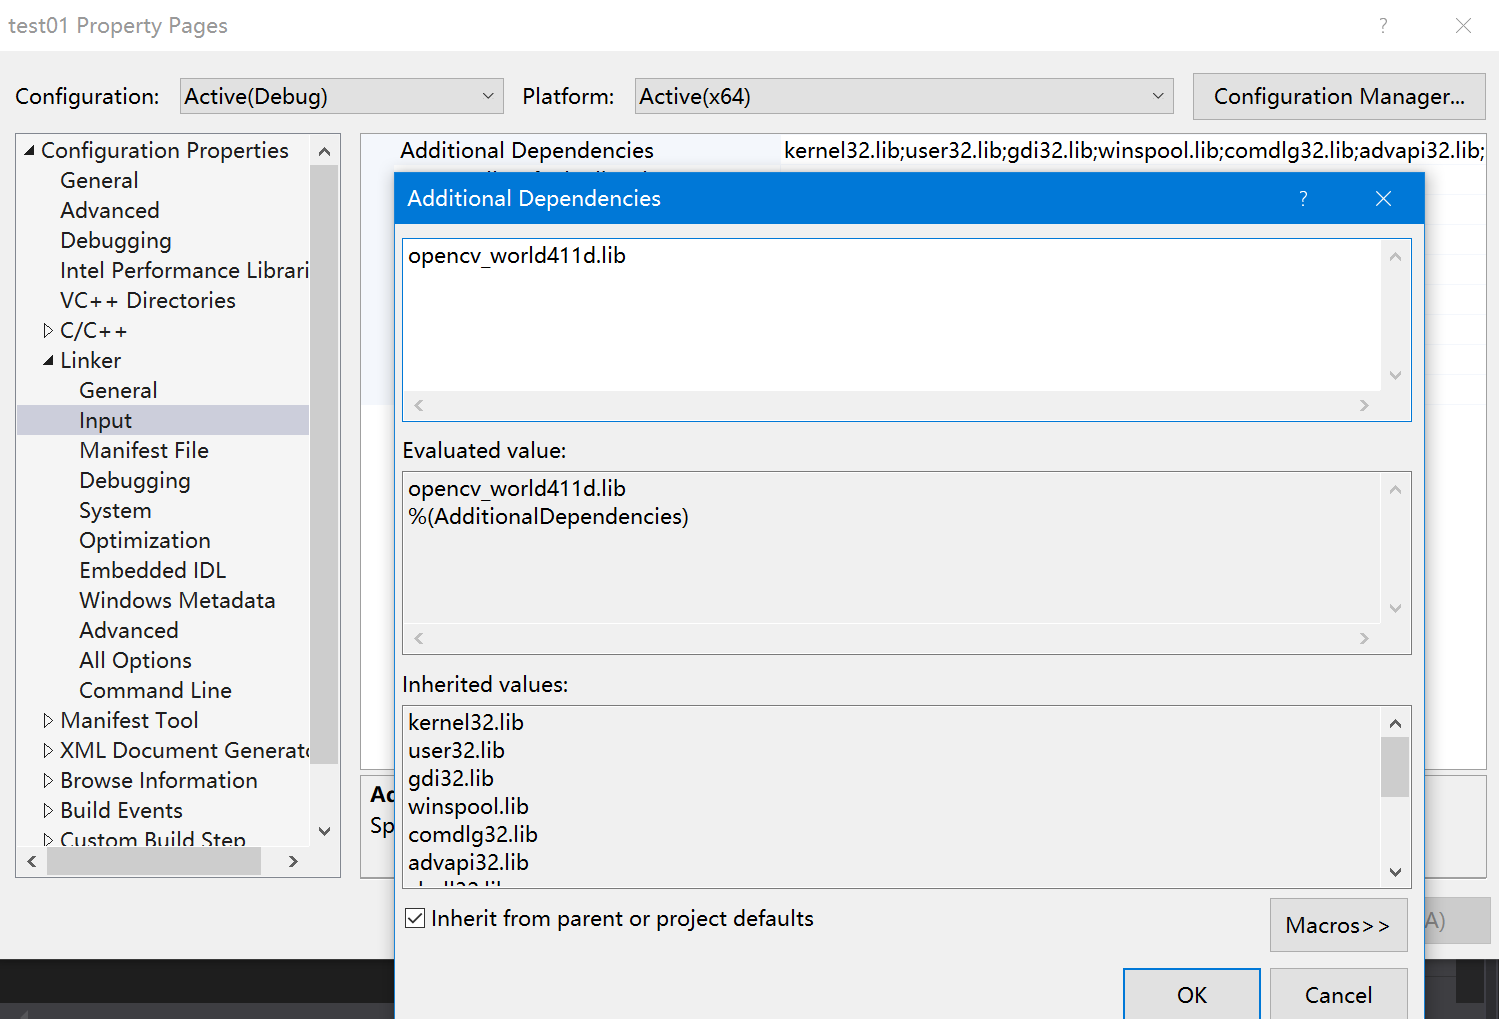 test01 Property Pages
?
Configuration:
Active(Debug)
Platform:
Active(x64)
Configuration Manager...
Configuration Properties
General
Advanced
Debugging
Intel Performance Librari
VC++ Directories
C/C++
Linker
General
Input
Manifest File
Debugging
System
Optimization
Embedded IDL
Windows Metadata
Advanced
All Options
Command Line
Manifest Tool
XML Document Generato
Browse Information
Build Events
Custom Build Step
Additional Dependencies
kernel32.lib;user32.lib;gdi32.lib;winspool.lib;comdlg32.lib;advapi32.lib;
Additional Dependencies
?
opencv_world411d.lib
Evaluated value:
opencv_world411d.lib
%(AdditionalDependencies)
Inherited values:
kernel32.lib
user32.lib
gdi32.lib
winspool.lib
comdlg32.lib
advapi32.lib
Inherit from parent or project defaults
Macros>>
OK
Cancel
Ad
Sp
A)